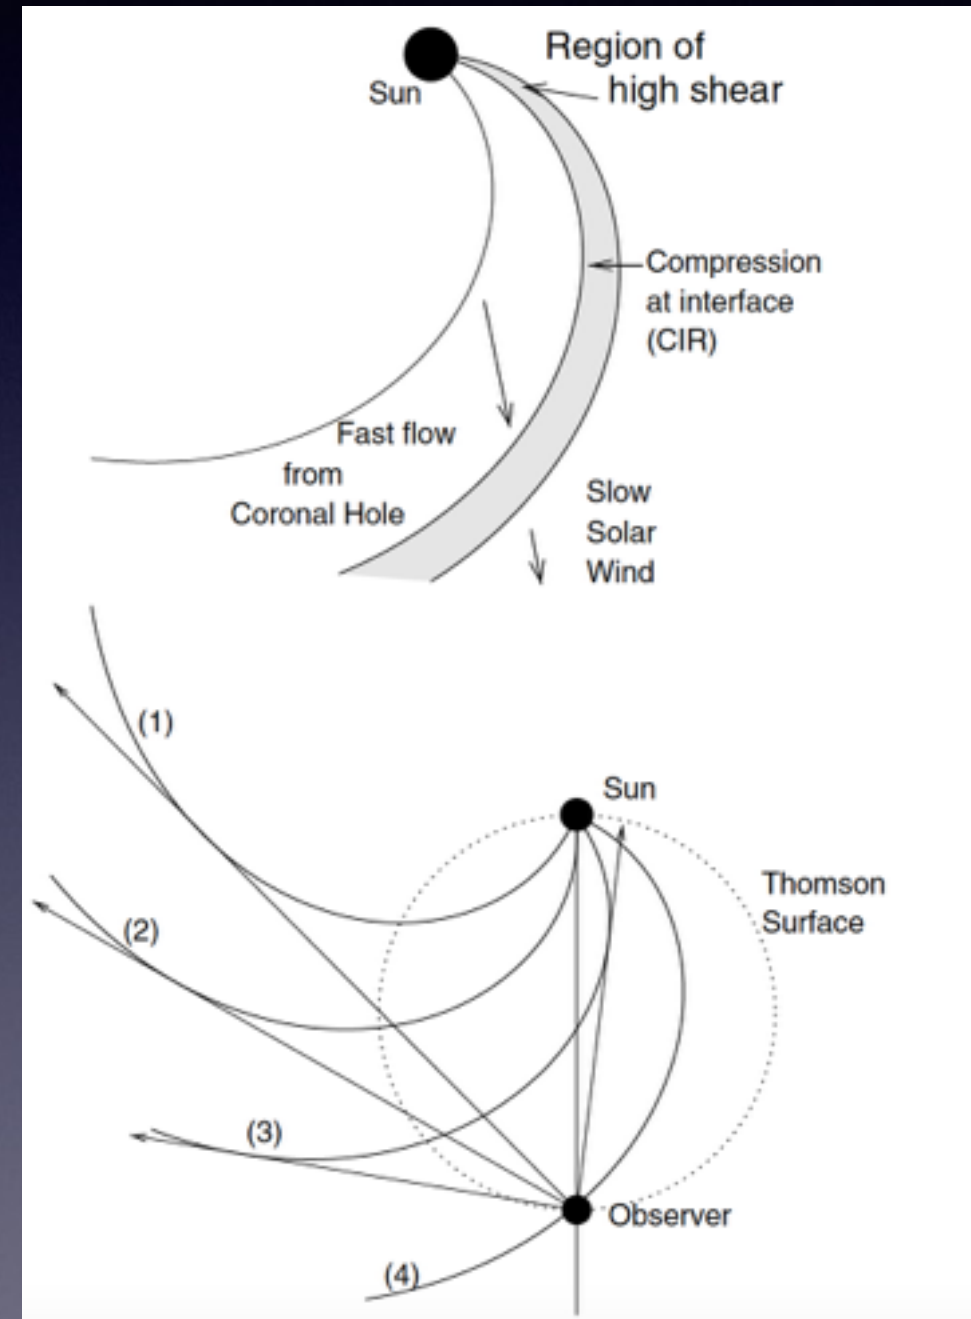 Region of
high shear
Sun
Compression
at interface
(CIR)
Fast flow
from
Coronal Hole
Slow
Solar
Wind
(1)
Sun
Thomson
Surface
(2)
(3)
Observer
(4)